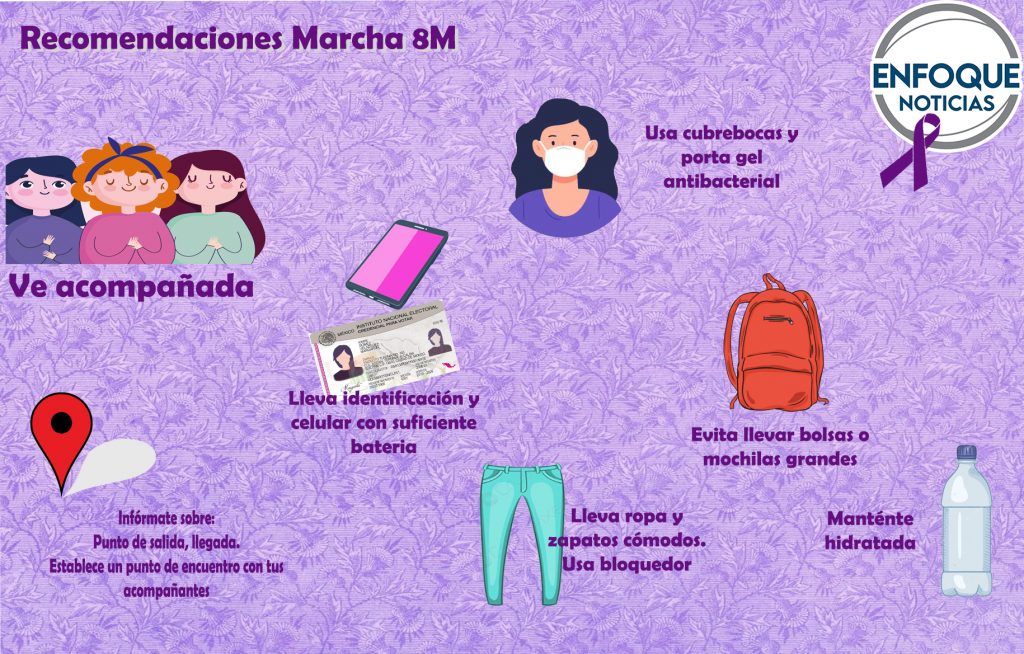 Recomendaciones Marcha 8M
ENFOQUE
NOTICIAS
Usa cubrebocas y
porta gel
antibacterial
Ve acompañada
MÉXICO INSTITUTO NACIONAL ELECTORAL
CREDENCIAL PARA VOTAR
Lleva identificación y
celular con suficiente
bateria
Evita llevar bolsas o
mochilas grandes
Infórmate sobre:
Punto de salida, llegada.
Establece un punto de encuentro con tus
acompañantes
Lleva ropa y
zapatos cómodos.
Usa bloquedor
Manténte
hidratada